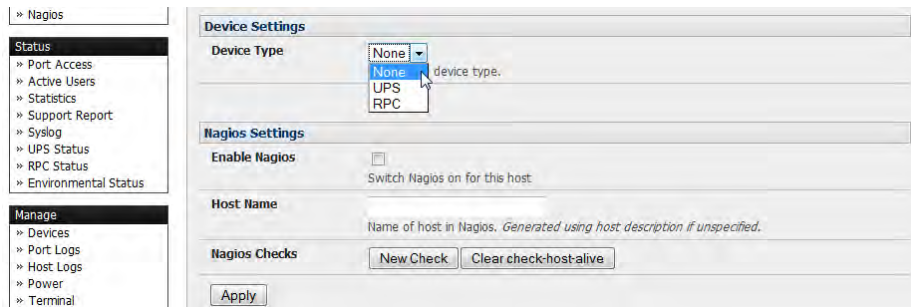 » Nagios
Status
» Port Access
» Active Users
» Statistics
» Support Report
» Syslog
» UPS Status
» RPC Status
» Environmental Status
Manage
» Devices
» Port Logs
» Host Logs
» Power
» Terminal
Device Settings
Device Type
None
None
UPS
RPC
device type.
Nagios Settings
Enable Nagios
Switch Nagios on for this host
Host Name
Name of host in Nagios. Generated using host description if unspecified.
Nagios Checks
New Check
Clear check-host-alive
Apply